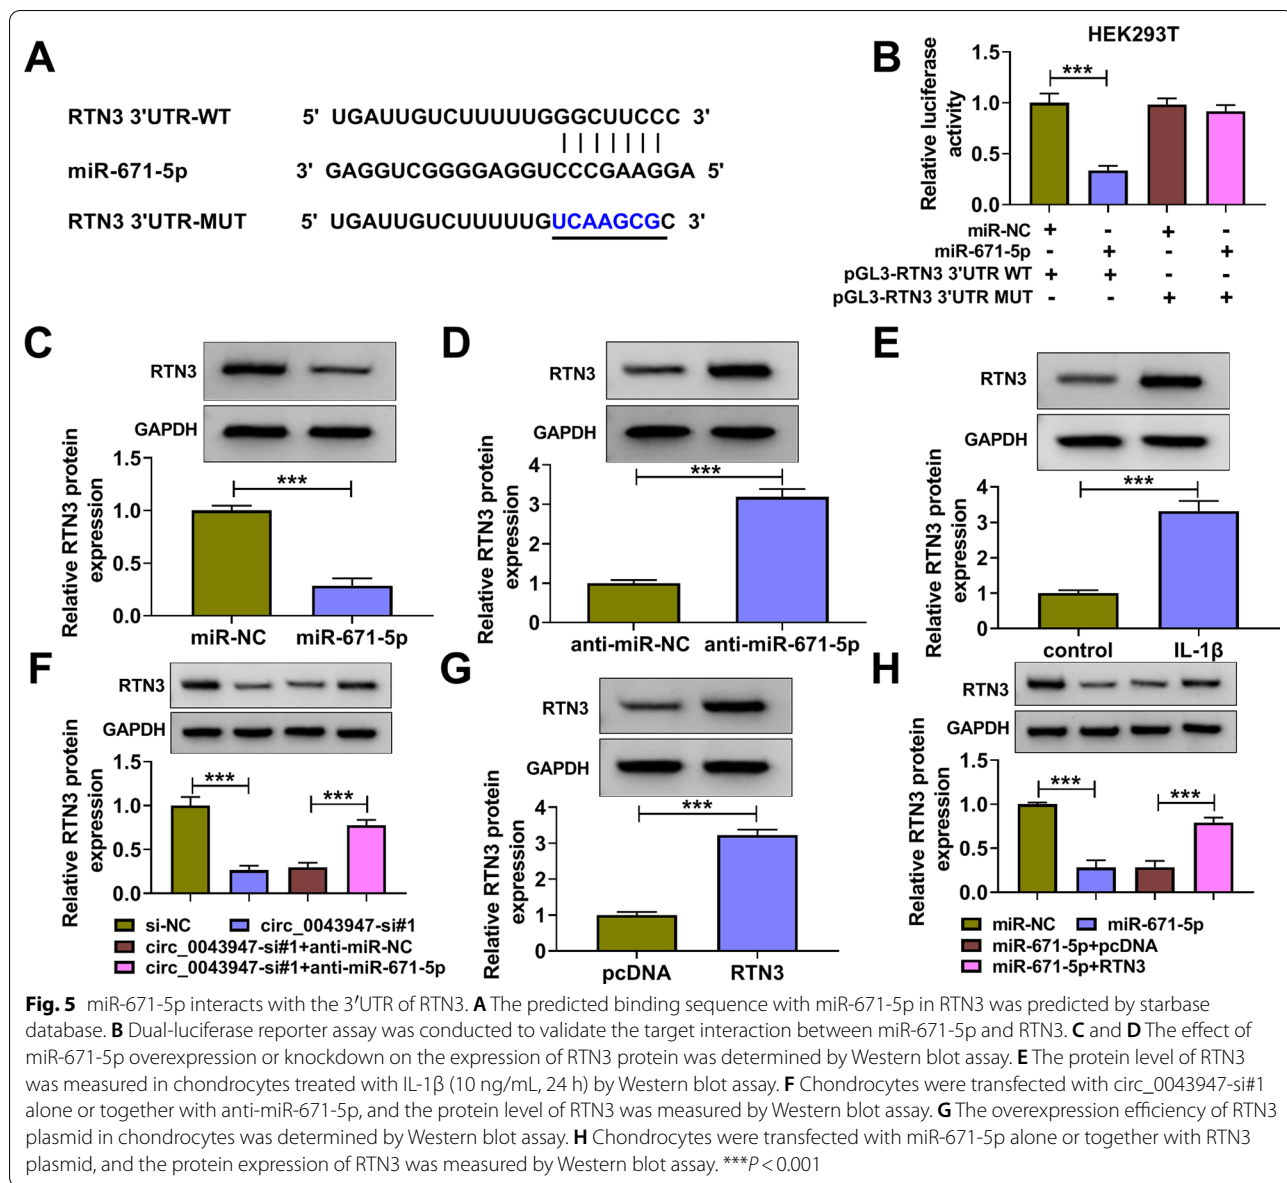 A
RTN3 3'UTR-WT 5' UGAUUGUCUUUUUGGGCUUCCC 3'
miR-671-5p 3' GAGGUCGGGGAGGUCCCGAAGGA 5'
RTN3 3'UTR-MUT 5' UGAUUGUCUUUUUGUCAAGCGC 3'
B
HEK293T
Relative luciferase
activity
1.5
1.0
0.5
0.0
***
miR-NC + - + -
miR-671-5p - + - +
pGL3-RTN3 3'UTR WT + + - -
pGL3-RTN3 3'UTR MUT - - + +
C
RTN3
GAPDH
Relative RTN3 protein
expression
1.5
1.0
0.5
0.0
***
miR-NC miR-671-5p
D
RTN3
GAPDH
Relative RTN3 protein
expression
4
3
2
1
0
***
anti-miR-NC anti-miR-671-5p
E
RTN3
GAPDH
Relative RTN3 protein
expression
4
2
0
***
control IL-1β
F
RTN3
GAPDH
Relative RTN3 protein
expression
1.5
1.0
0.5
0.0
*** ***
si-NC circ_0043947-si#1
circ_0043947-si#1+anti-miR-NC
circ_0043947-si#1+anti-miR-671-5p
G
RTN3
GAPDH
Relative RTN3 protein
expression
4
3
2
1
0
***
pcDNA RTN3
H
RTN3
GAPDH
Relative RTN3 protein
expression
1.5
1.0
0.5
0.0
*** ***
miR-NC miR-671-5p
miR-671-5p+pcDNA
miR-671-5p+RTN3
Fig. 5 miR-671-5p interacts with the 3′UTR of RTN3. A The predicted binding sequence with miR-671-5p in RTN3 was predicted by starbase
database. B Dual-luciferase reporter assay was conducted to validate the target interaction between miR-671-5p and RTN3. C and D The effect of
miR-671-5p overexpression or knockdown on the expression of RTN3 protein was determined by Western blot assay. E The protein level of RTN3
was measured in chondrocytes treated with IL-1β (10 ng/mL, 24 h) by Western blot assay. F Chondrocytes were transfected with circ_0043947-si#1
alone or together with anti-miR-671-5p, and the protein level of RTN3 was measured by Western blot assay. G The overexpression efficiency of RTN3
plasmid in chondrocytes was determined by Western blot assay. H Chondrocytes were transfected with miR-671-5p alone or together with RTN3
plasmid, and the protein expression of RTN3 was measured by Western blot assay. ***P < 0.001